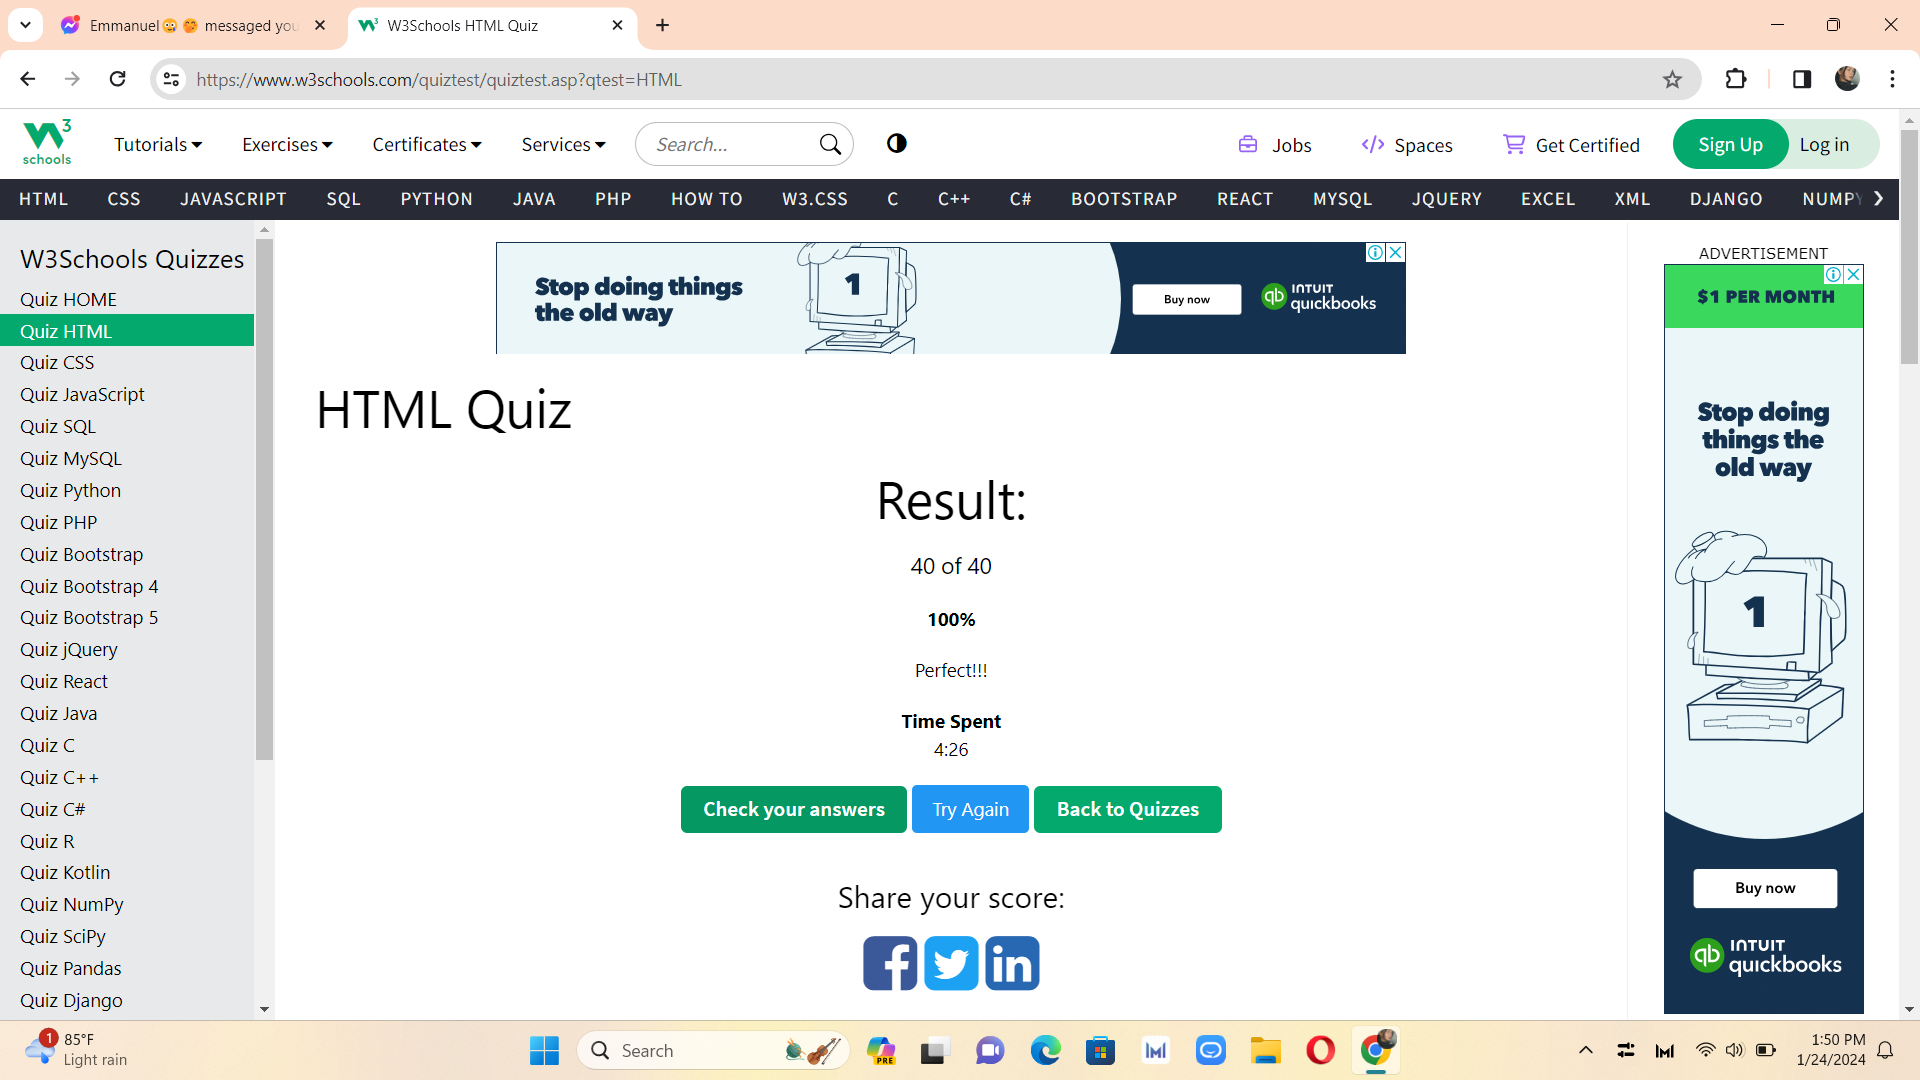 Emmanuel😳🤭 messaged you
W3Schools HTML Quiz
https://www.w3schools.com/quiztest/quiztest.asp?qtest=HTML
3
schools
Tutorials
Exercises
Certificates
Services
Search...
Jobs
Spaces
Get Certified
Sign Up
Log in
HTML
CSS
JAVASCRIPT
SQL
PYTHON
JAVA
PHP
HOW TO
W3.CSS
C
C++
C#
BOOTSTRAP
REACT
MYSQL
JQUERY
EXCEL
XML
DJANGO
NUMPY
W3Schools Quizzes
Quiz HOME
Quiz HTML
Quiz CSS
Quiz JavaScript
Quiz SQL
Quiz MySQL
Quiz Python
Quiz PHP
Quiz Bootstrap
Quiz Bootstrap 4
Quiz Bootstrap 5
Quiz jQuery
Quiz React
Quiz Java
Quiz C
Quiz C++
Quiz C#
Quiz R
Quiz Kotlin
Quiz NumPy
Quiz SciPy
Quiz Pandas
Quiz Django
Stop doing things
the old way
1
Buy now
qb INTUIT
quickbooks
HTML Quiz
Result:
40 of 40
100%
Perfect!!!
Time Spent
4:26
Check your answers
Try Again
Back to Quizzes
Share your score:
ADVERTISEMENT
$1 PER MONTH
Stop doing
things the
old way
1
Buy now
qb INTUIT
quickbooks
1
85°F
Light rain
Search
PRE
1:50 PM
1/24/2024